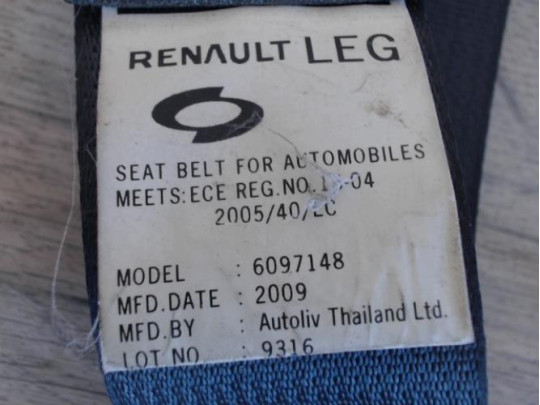 RENAULT LEG
SEAT BELT FOR AUTOMOBILES
MEETS:ECE REG.NO. -04
2005/40/EC
MODEL : 6097148
MFD.DATE : 2009
MFD.BY : Autoliv Thailand Ltd.
LOT NO. : 9316